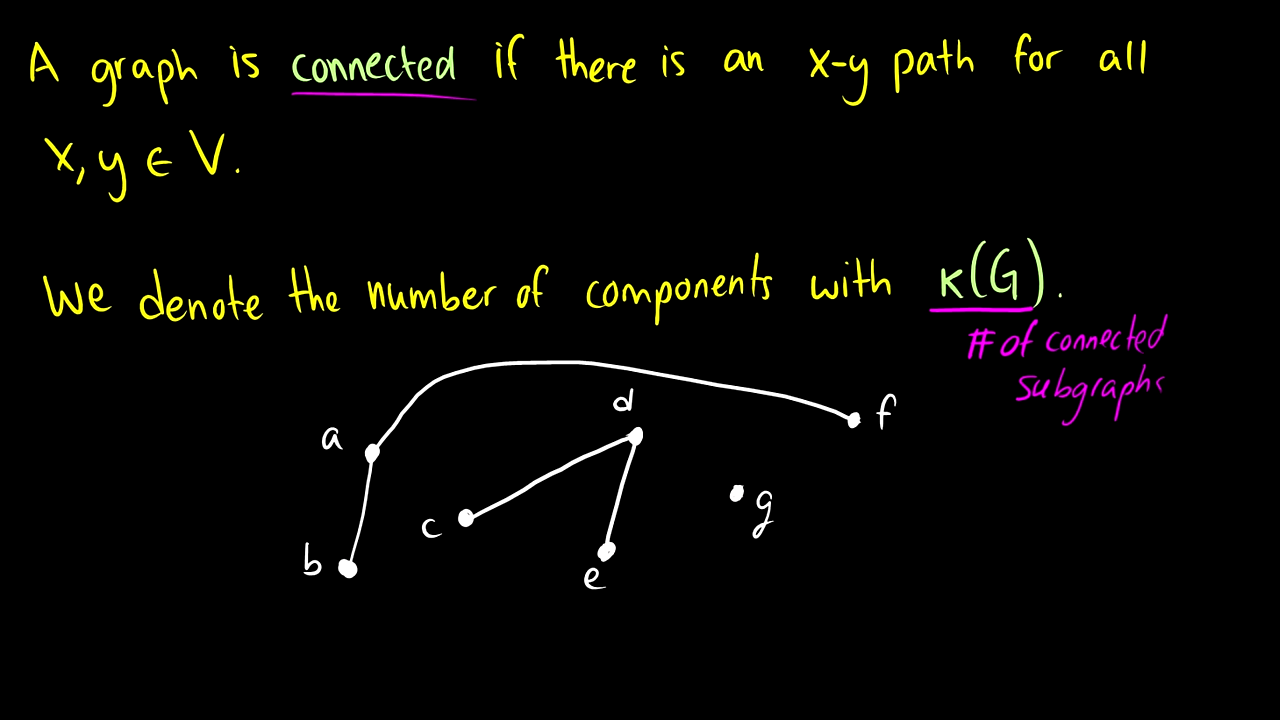 A graph is connected if there is an x-y path for all
x, y ∈ V.
We denote the number of components with κ(G).
# of connected
subgraphs
d
f
a
g
c
b
e